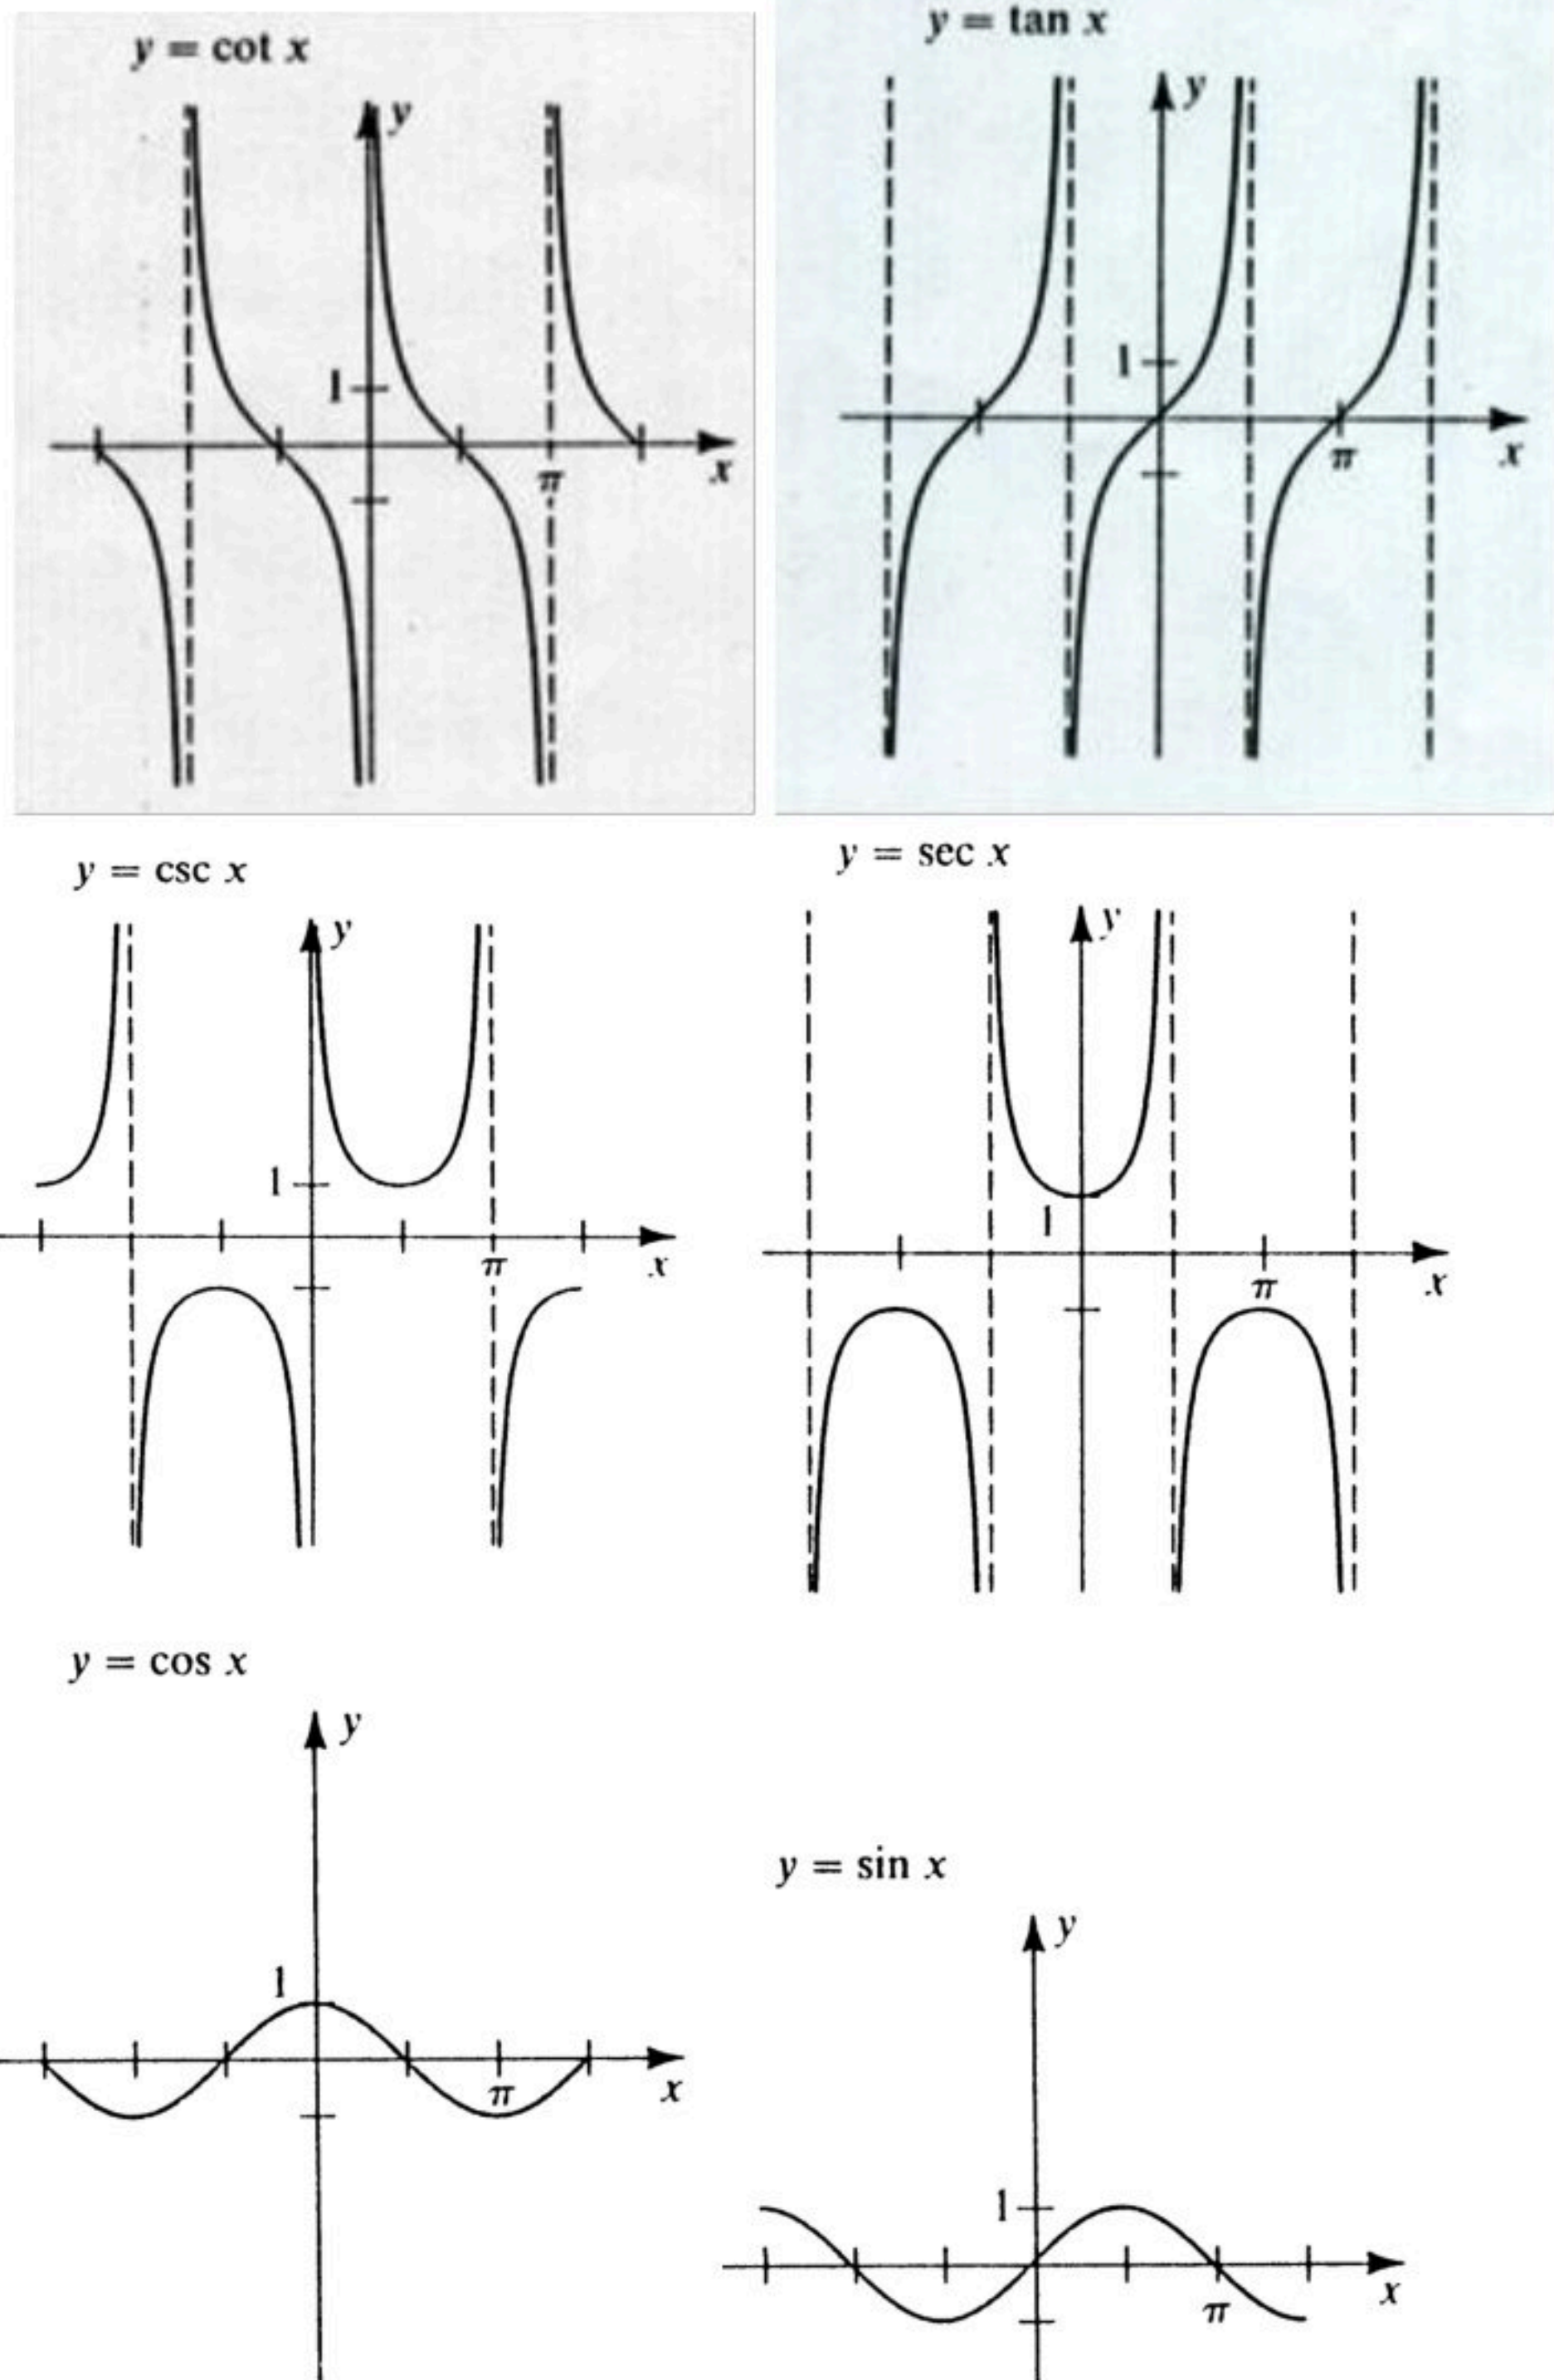 y = cot x
y
1
π
x
y = tan x
y
1
π
x
y = csc x
y
1
π
x
y = sec x
y
1
π
x
y = cos x
y
1
π
x
y = sin x
y
1
π
x